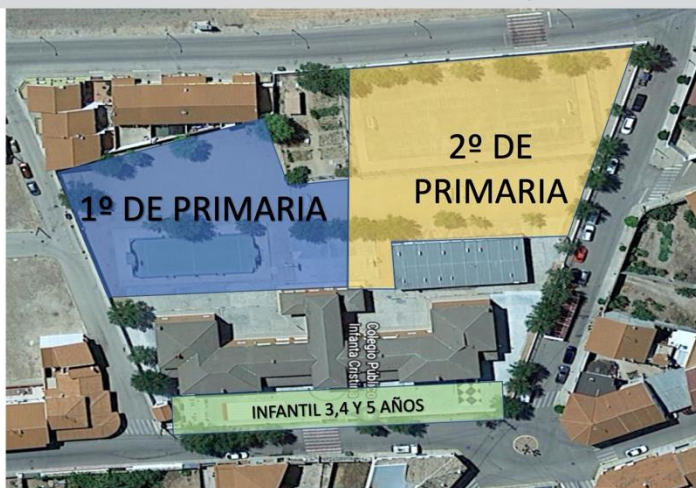 2º DE
PRIMARIA
1º DE PRIMARIA
Colegio Público
Infanta Cristina
INFANTIL 3,4 Y 5 AÑOS